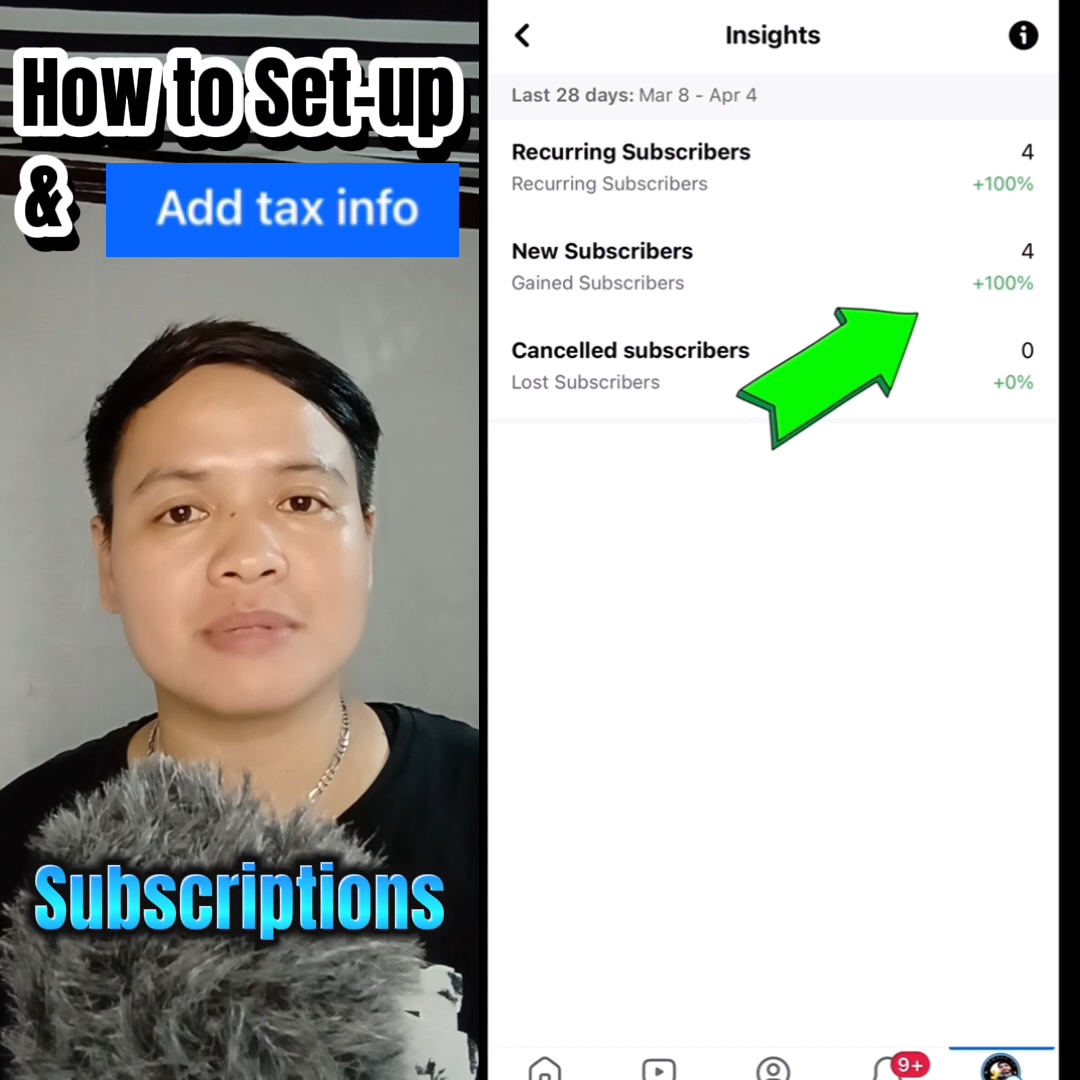 How to Set-up
& Add tax info
Subscriptions
Insights
Last 28 days: Mar 8 - Apr 4
Recurring Subscribers 4
Recurring Subscribers +100%
New Subscribers 4
Gained Subscribers +100%
Cancelled subscribers 0
Lost Subscribers +0%
9+